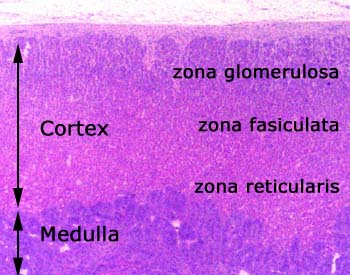 zona glomerulosa
Cortex
zona fasiculata
zona reticularis
Medulla